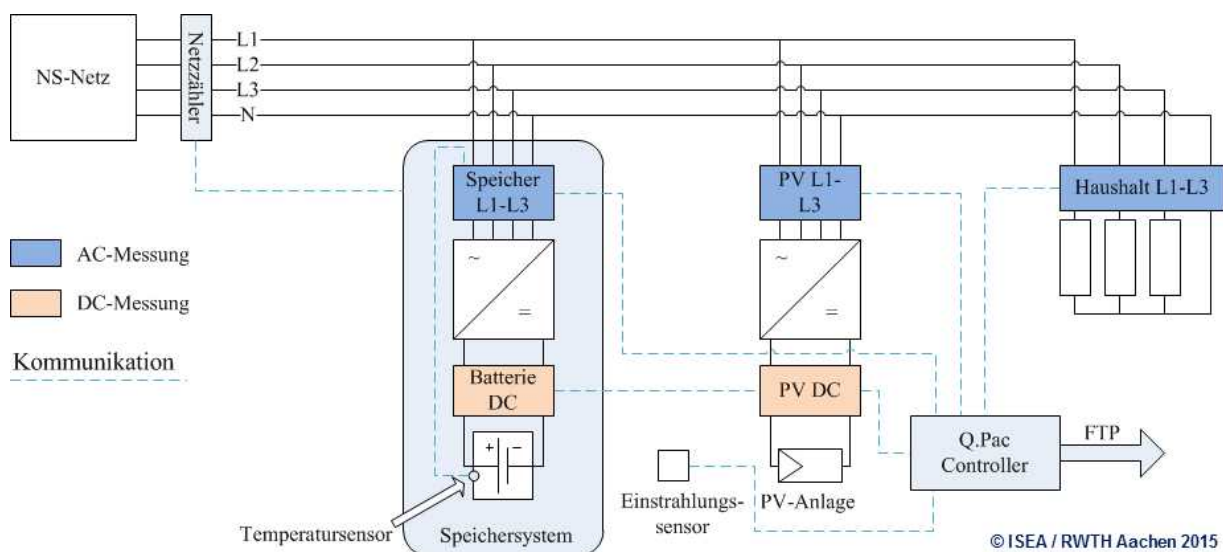 NS-Netz
Netzzähler
L1
L2
L3
N
Speicher
L1-L3
PV L1-
L3
Haushalt L1-L3
AC-Messung
DC-Messung
Kommunikation
~
=
~
=
Batterie
DC
PV DC
+ −
Q.Pac
Controller
FTP
Temperatursensor
Speichersystem
Einstrahlungs-
sensor
PV-Anlage
© ISEA / RWTH Aachen 2015